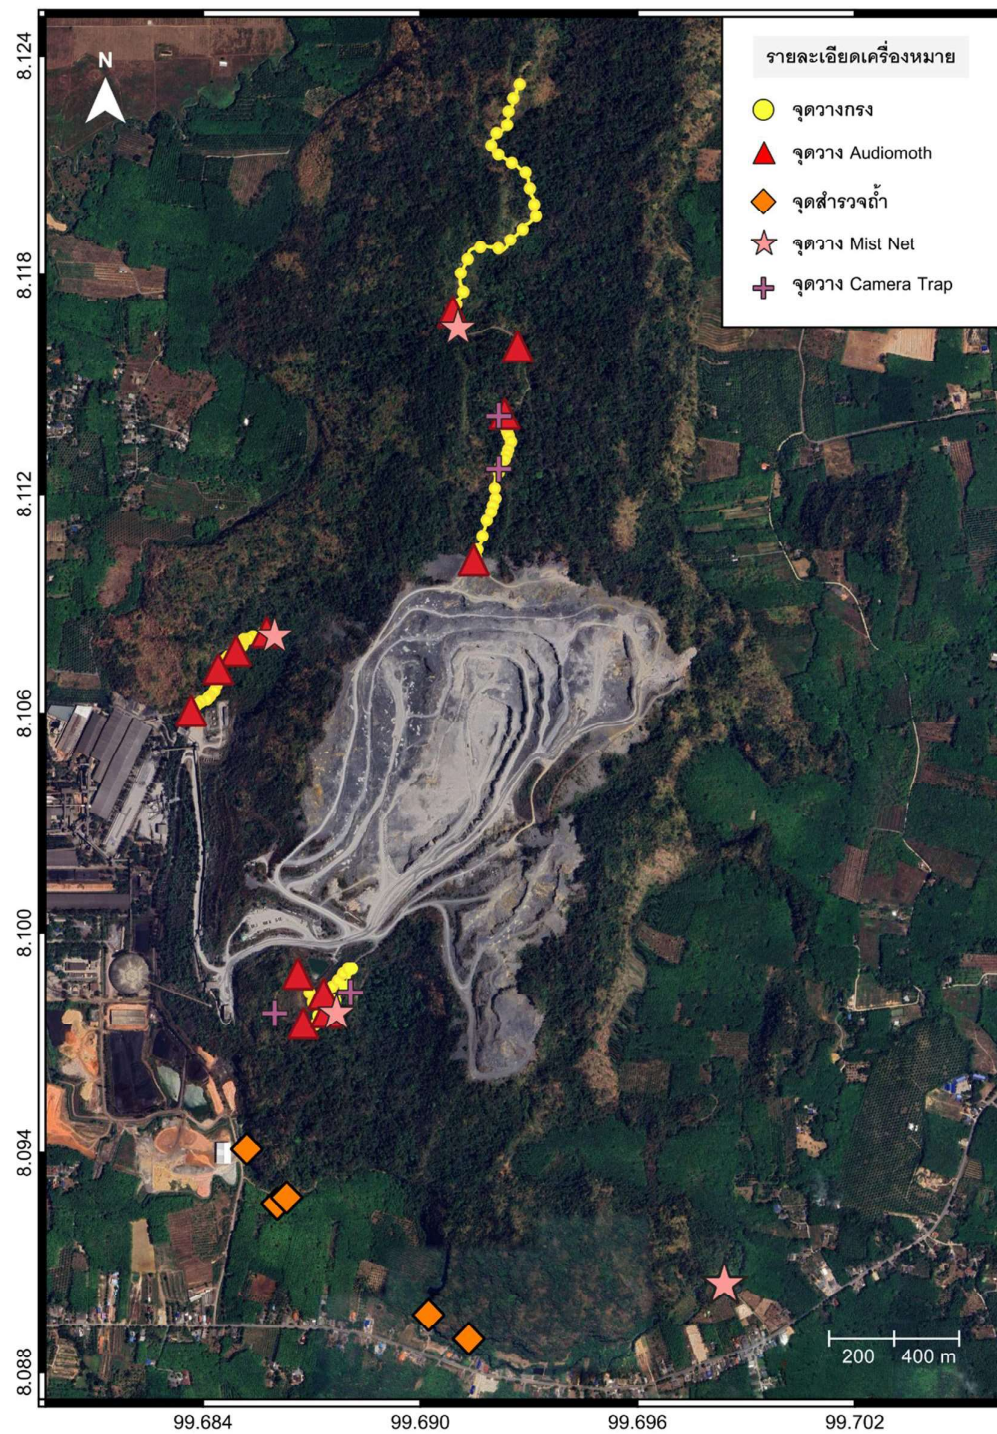 รายละเอียดเครื่องหมาย
N
จุดวางกรง
จุดวาง Audiomoth
จุดสำรวจถ้ำ
จุดวาง Mist Net
จุดวาง Camera Trap
8.124
8.118
8.112
8.106
8.100
8.094
8.088
200 400 m
99.684 99.690 99.696 99.702